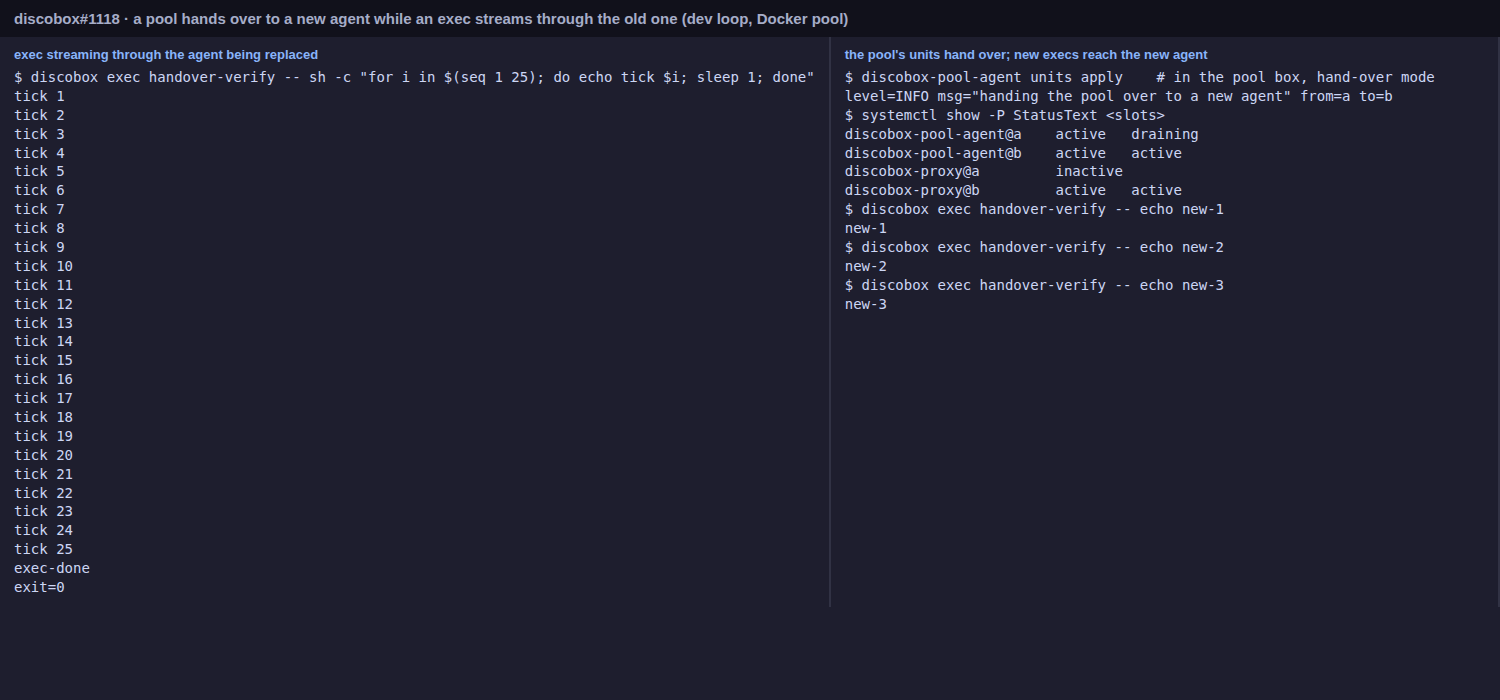 discobox#1118 · a pool hands over to a new agent while an exec streams through the old one (dev loop, Docker pool)
exec streaming through the agent being replaced
$ discobox exec handover-verify -- sh -c "for i in $(seq 1 25); do echo tick $i; sleep 1; done"
tick 1
tick 2
tick 3
tick 4
tick 5
tick 6
tick 7
tick 8
tick 9
tick 10
tick 11
tick 12
tick 13
tick 14
tick 15
tick 16
tick 17
tick 18
tick 19
tick 20
tick 21
tick 22
tick 23
tick 24
tick 25
exec-done
exit=0
the pool's units hand over; new execs reach the new agent
$ discobox-pool-agent units apply    # in the pool box, hand-over mode
level=INFO msg="handing the pool over to a new agent" from=a to=b
$ systemctl show -P StatusText <slots>
discobox-pool-agent@a    active   draining
discobox-pool-agent@b    active   active
discobox-proxy@a         inactive
discobox-proxy@b         active   active
$ discobox exec handover-verify -- echo new-1
new-1
$ discobox exec handover-verify -- echo new-2
new-2
$ discobox exec handover-verify -- echo new-3
new-3